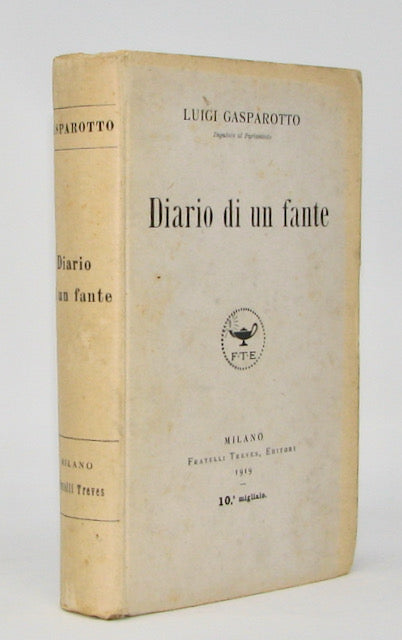 GASPAROTTO
Diario
un fante
MILANO
Treves
LUIGI GASPAROTTO
Deputato al Parlamento
Diario di un fante
F·T·E
MILANO
FRATELLI TREVES, EDITORI
1919
10.° migliaio.